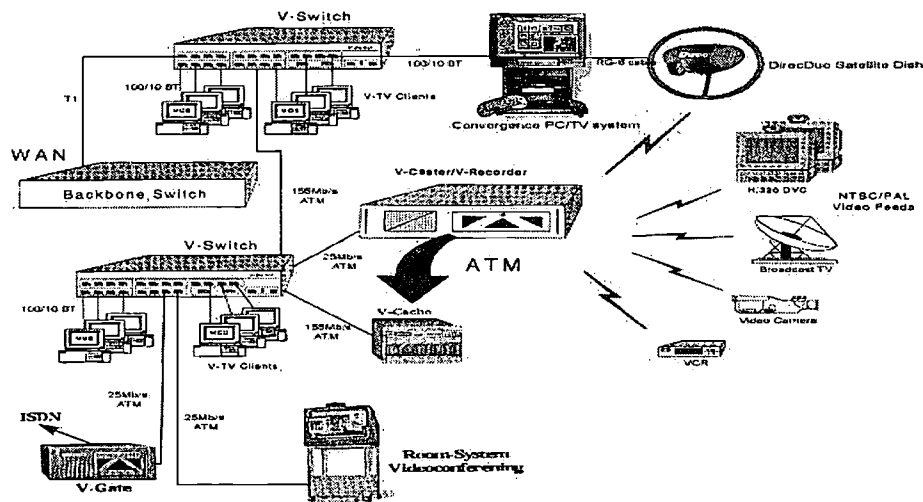 V-Switch
100/10 BT
RG-6 cable
DirecDuo Satellite Dish
T1
100/10 BT
V-TV Clients
Convergence PC/TV system
WAN
Backbone, Switch
V-Caster/V-Recorder
H.320 DVC
NTSC/PAL
Video Feeds
155Mb/s
ATM
V-Switch
25Mb/s
ATM
ATM
Broadcast TV
100/10 BT
V-Cache
Video Camera
MCU
155Mb/s
ATM
V-TV Clients
VCR
25Mb/s
ATM
25Mb/s
ATM
ISDN
V-Gate
Room-System
Videoconferening